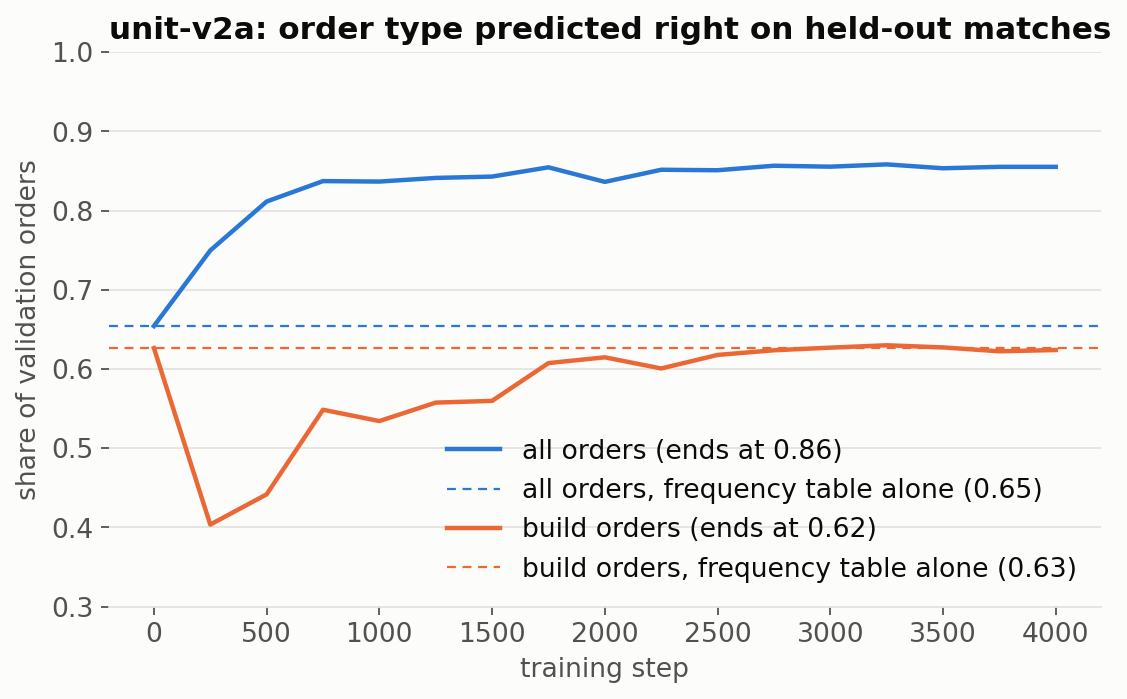 unit-v2a: order type predicted right on held-out matches
share of validation orders
1.0
0.9
0.8
0.7
0.6
0.5
0.4
0.3
all orders (ends at 0.86)
all orders, frequency table alone (0.65)
build orders (ends at 0.62)
build orders, frequency table alone (0.63)
0 500 1000 1500 2000 2500 3000 3500 4000
training step